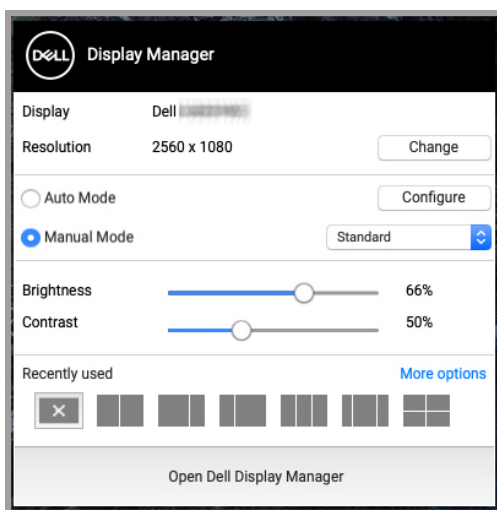 DELL Display Manager
Display Dell
Resolution 2560 x 1080 Change
Auto Mode Configure
Manual Mode Standard
Brightness 66%
Contrast 50%
Recently used More options
Open Dell Display Manager